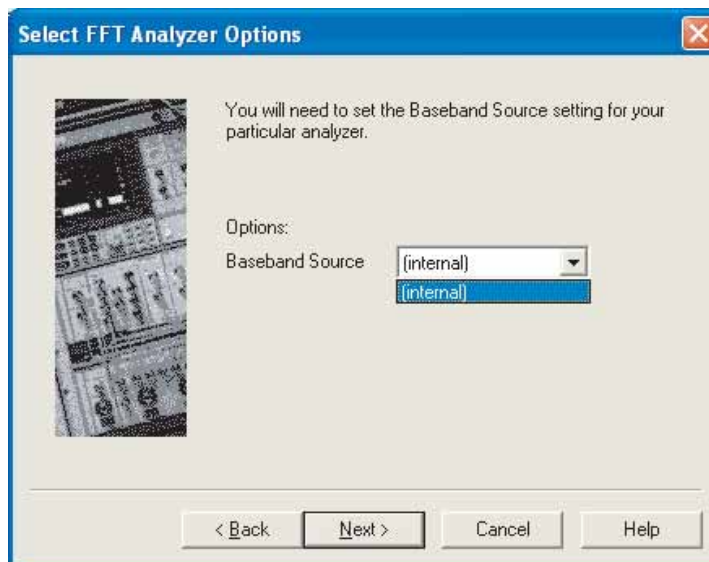 Select FFT Analyzer Options
You will need to set the Baseband Source setting for your
particular analyzer.
Options:
Baseband Source
(internal)
(internal)
< Back
Next >
Cancel
Help